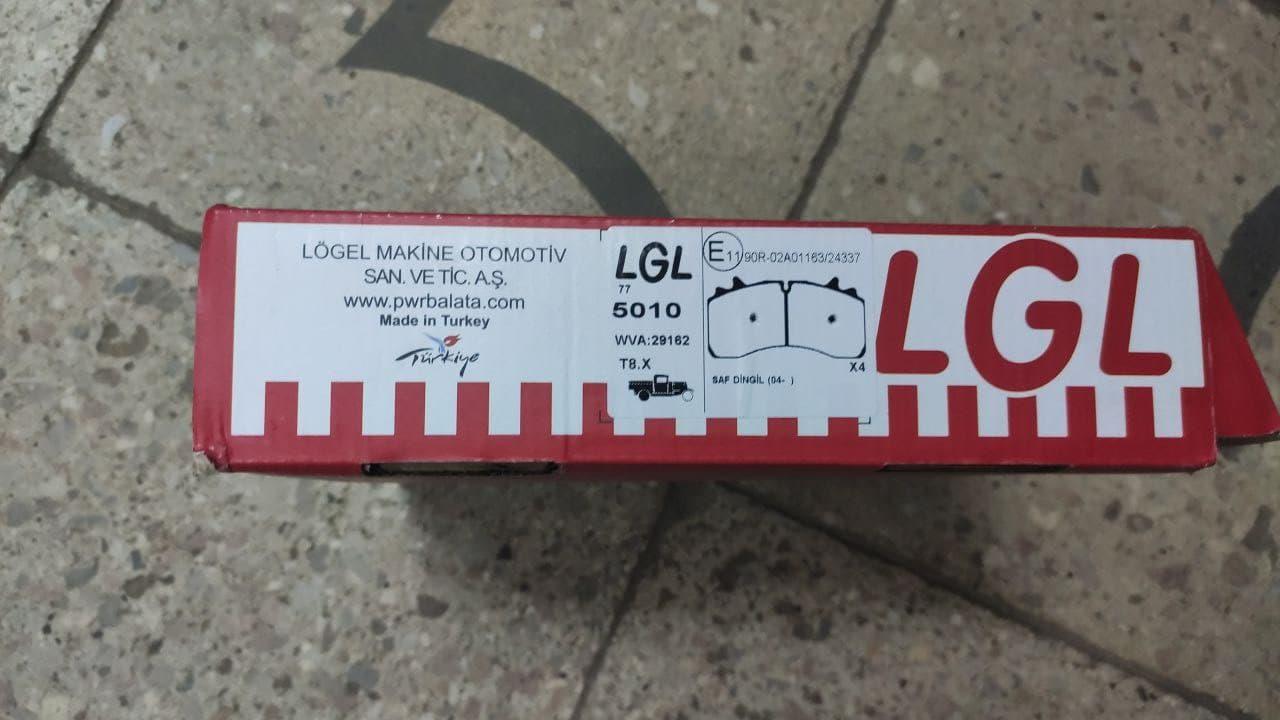 LÖGEL MAKİNE OTOMOTİV
SAN. VE TİC. A.Ş.
www.pwrbalata.com
Made in Turkey
Türkiye
LGL
77
5010
WVA:29162
T8.X
E11 90R-02A01163/24337
X4
SAF DİNGİL (04- )
LGL